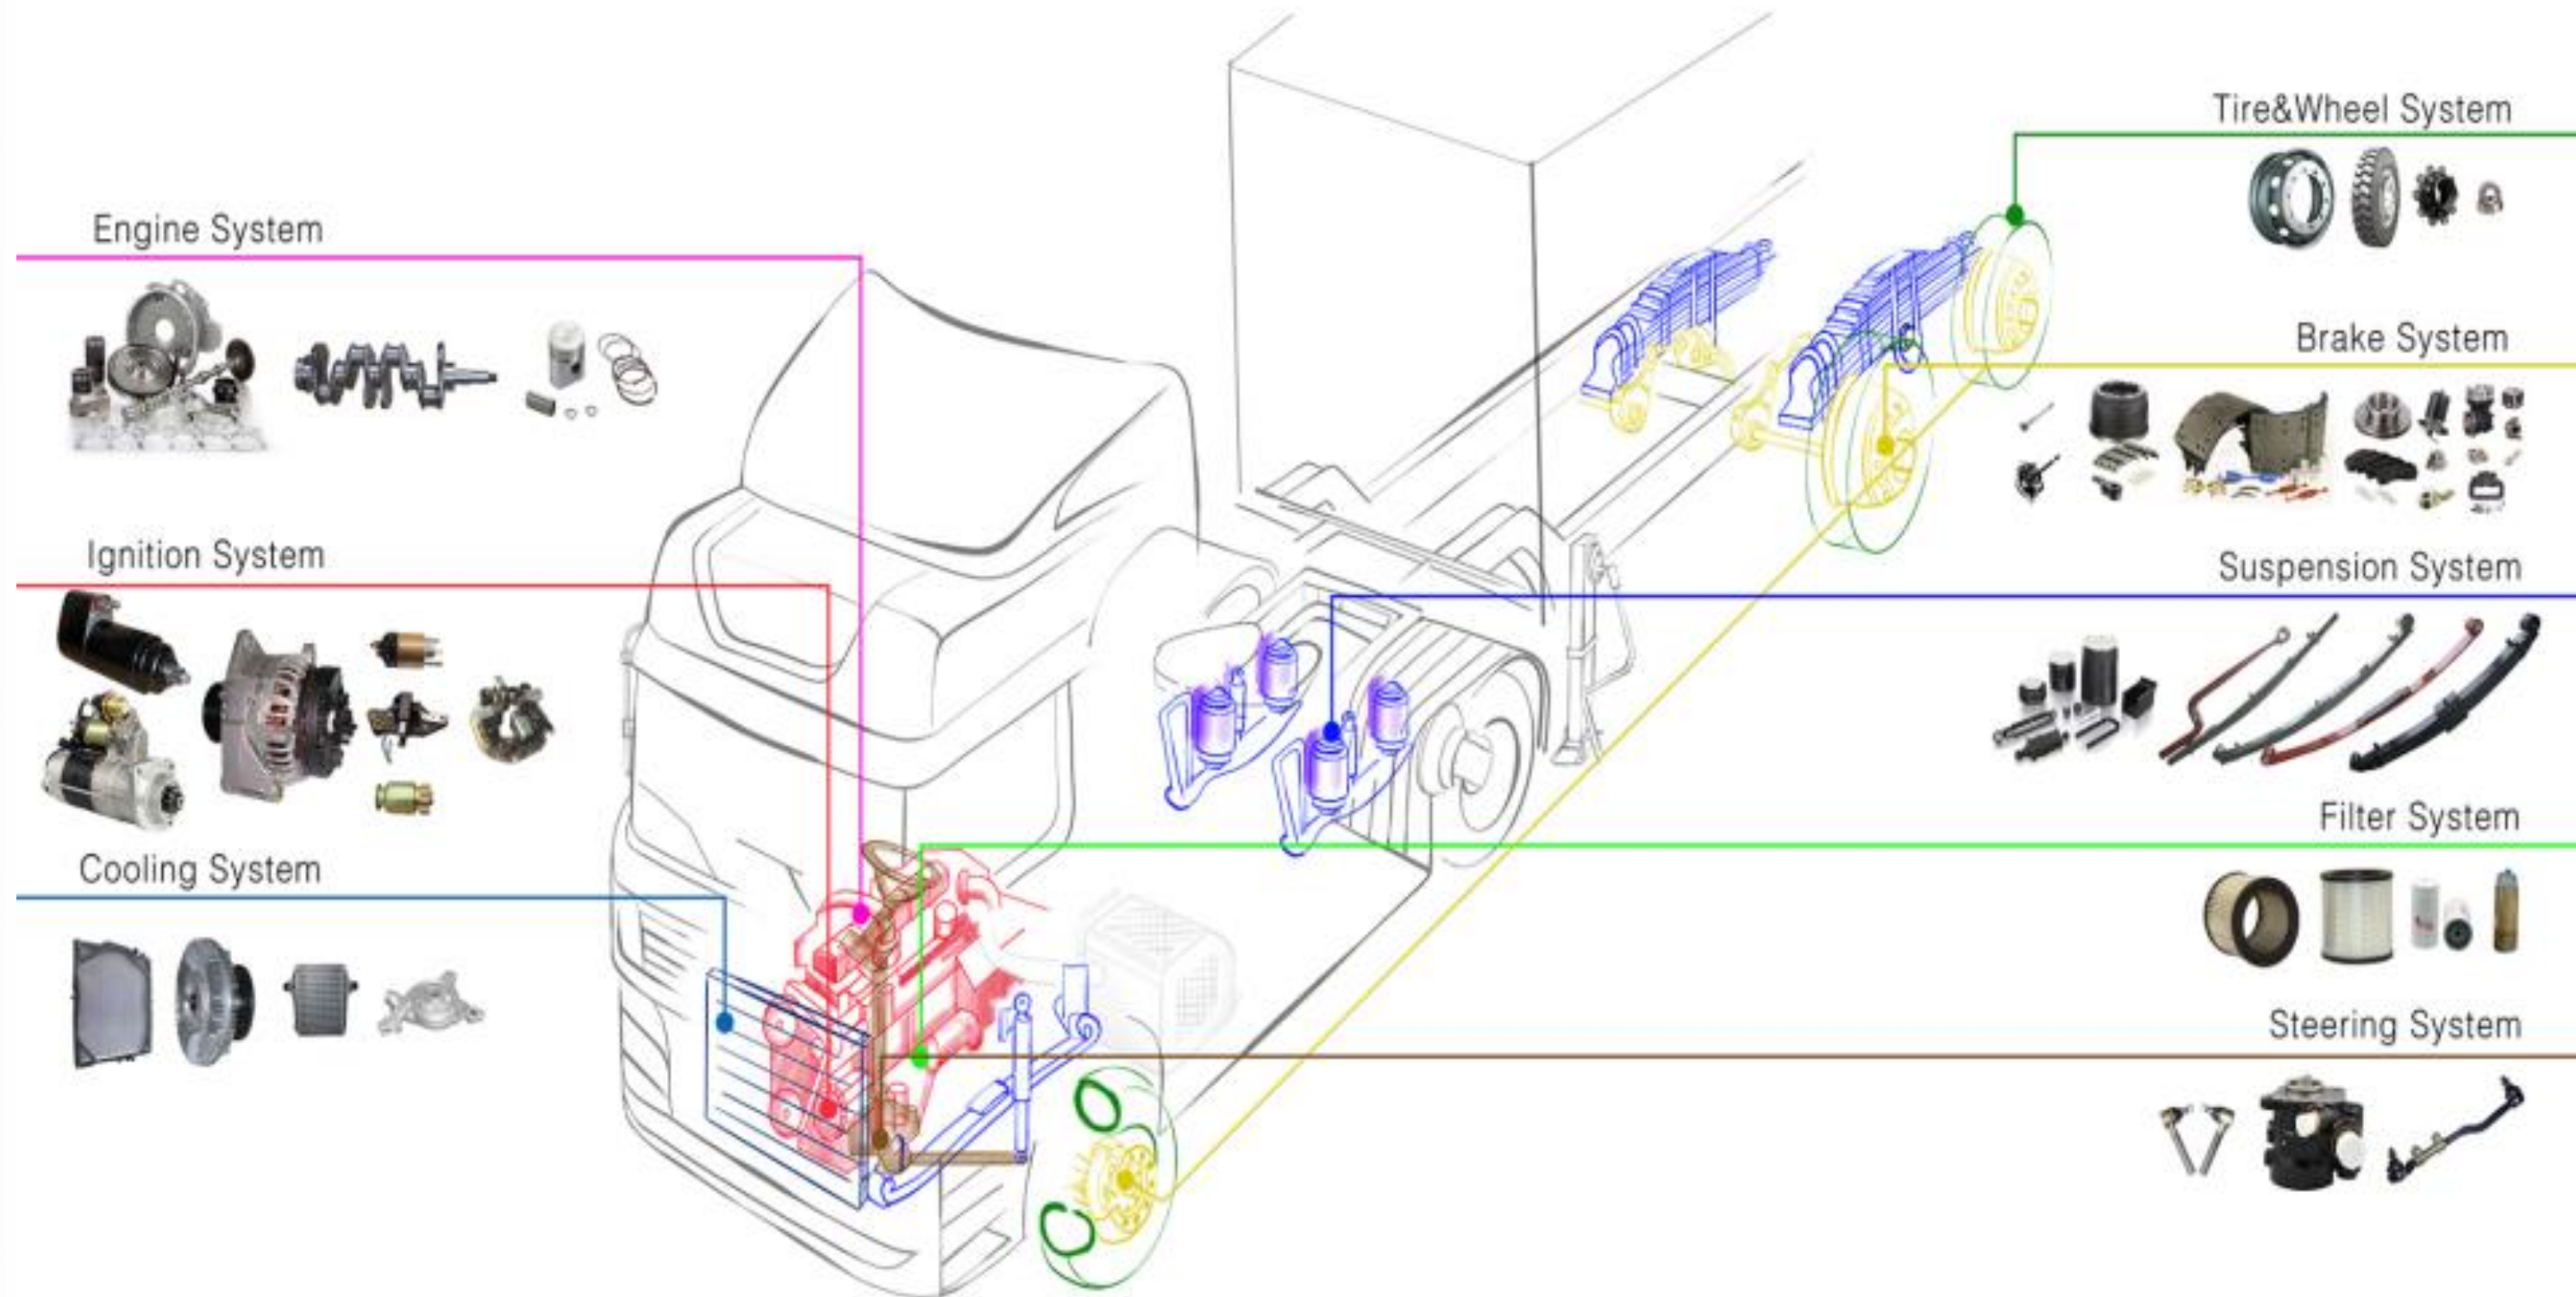 Engine System
Ignition System
Cooling System
Tire&Wheel System
Brake System
Suspension System
Filter System
Steering System